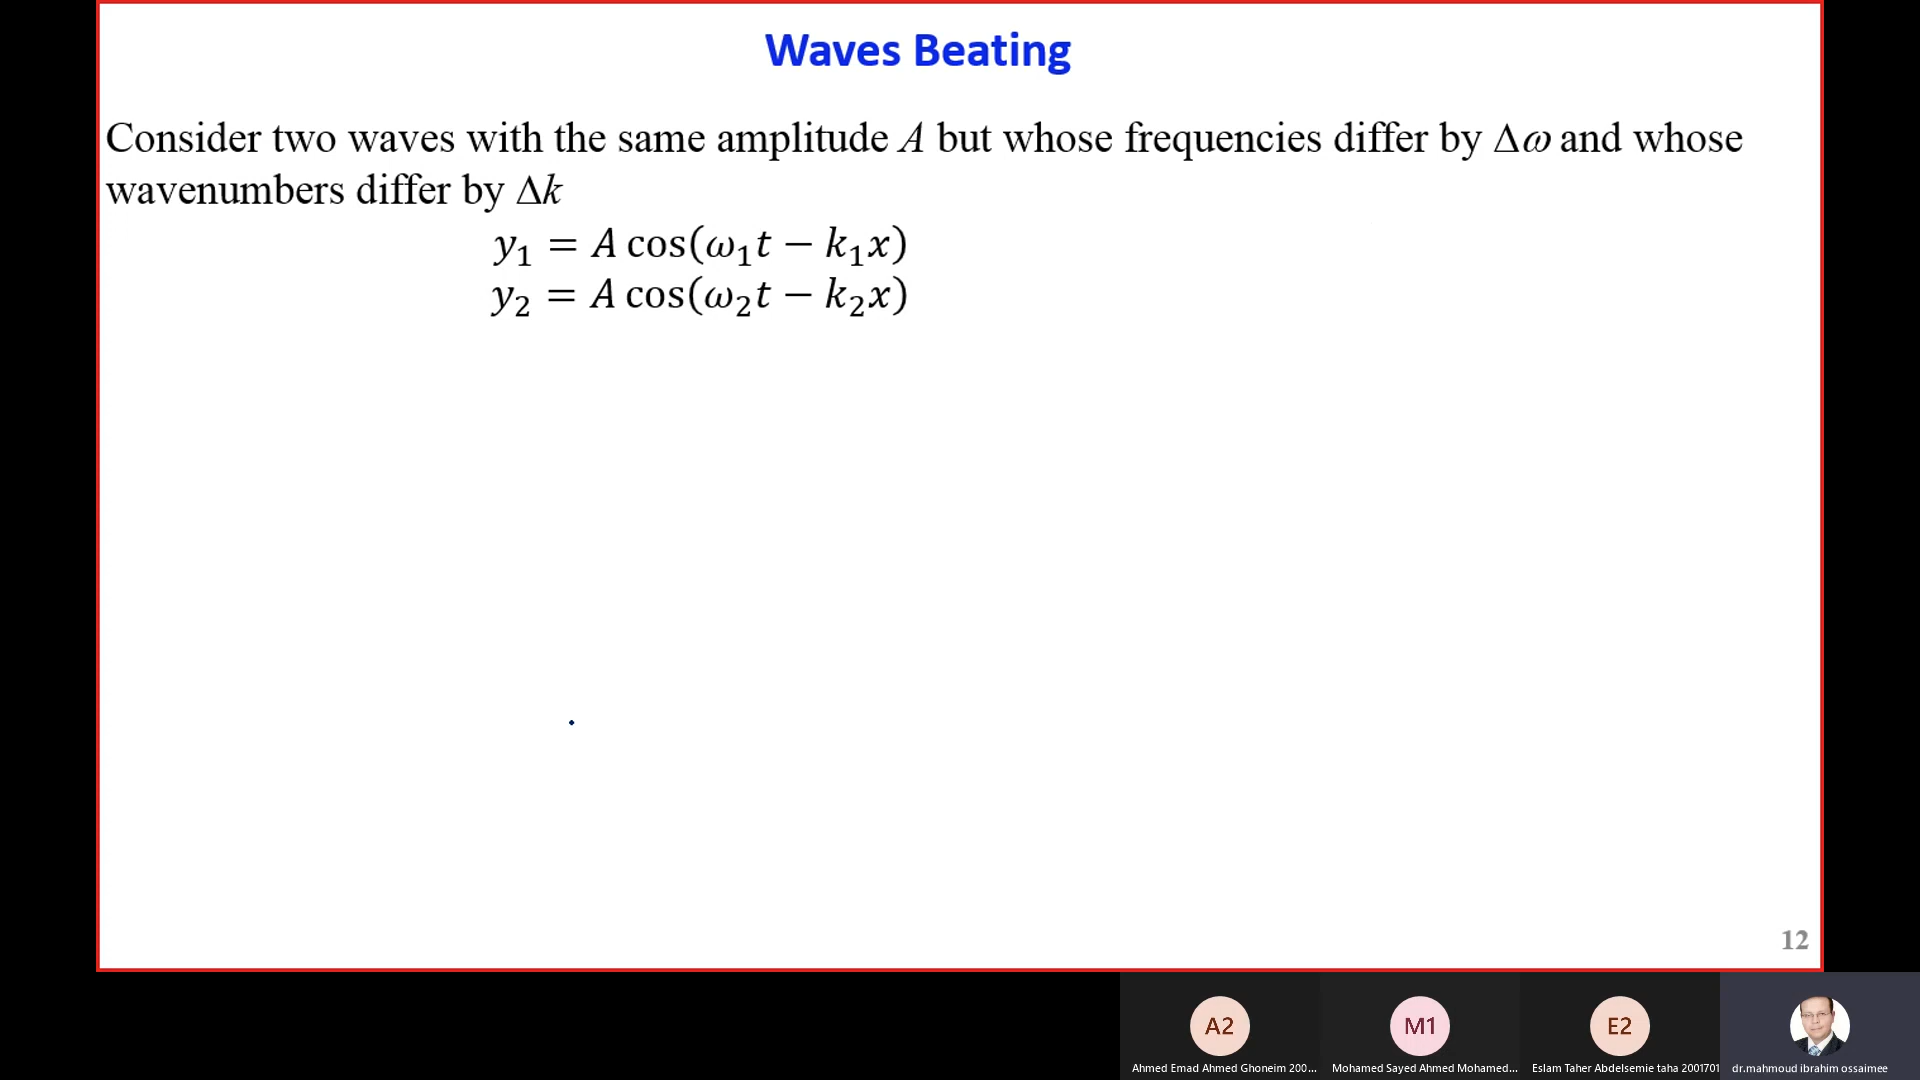 Waves Beating
Consider two waves with the same amplitude A but whose frequencies differ by Δω and whose
wavenumbers differ by Δk
y₁ = A cos(ω₁t − k₁x)
y₂ = A cos(ω₂t − k₂x)
12
A2
M1
E2
Ahmed Emad Ahmed Ghoneim 200...
Mohamed Sayed Ahmed Mohamed...
Eslam Taher Abdelsemie taha 2001701
dr.mahmoud ibrahim ossaimee